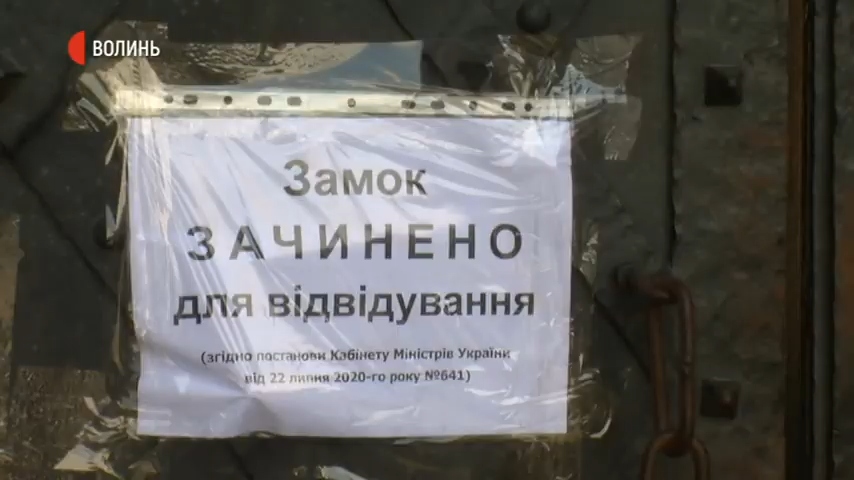 ВОЛИНЬ
Замок
ЗАЧИНЕНО
для відвідування
(згідно постанови Кабінету Міністрів України
від 22 липня 2020-го року №641)